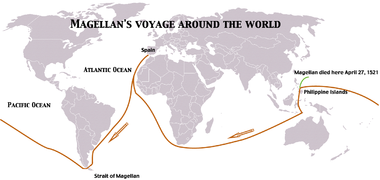 MAGELLAN'S VOYAGE AROUND THE WORLD
Spain
ATLANTIC OCEAN
Magellan died here April 27, 1521
Philippine Islands
PACIFIC OCEAN
Strait of Magellan